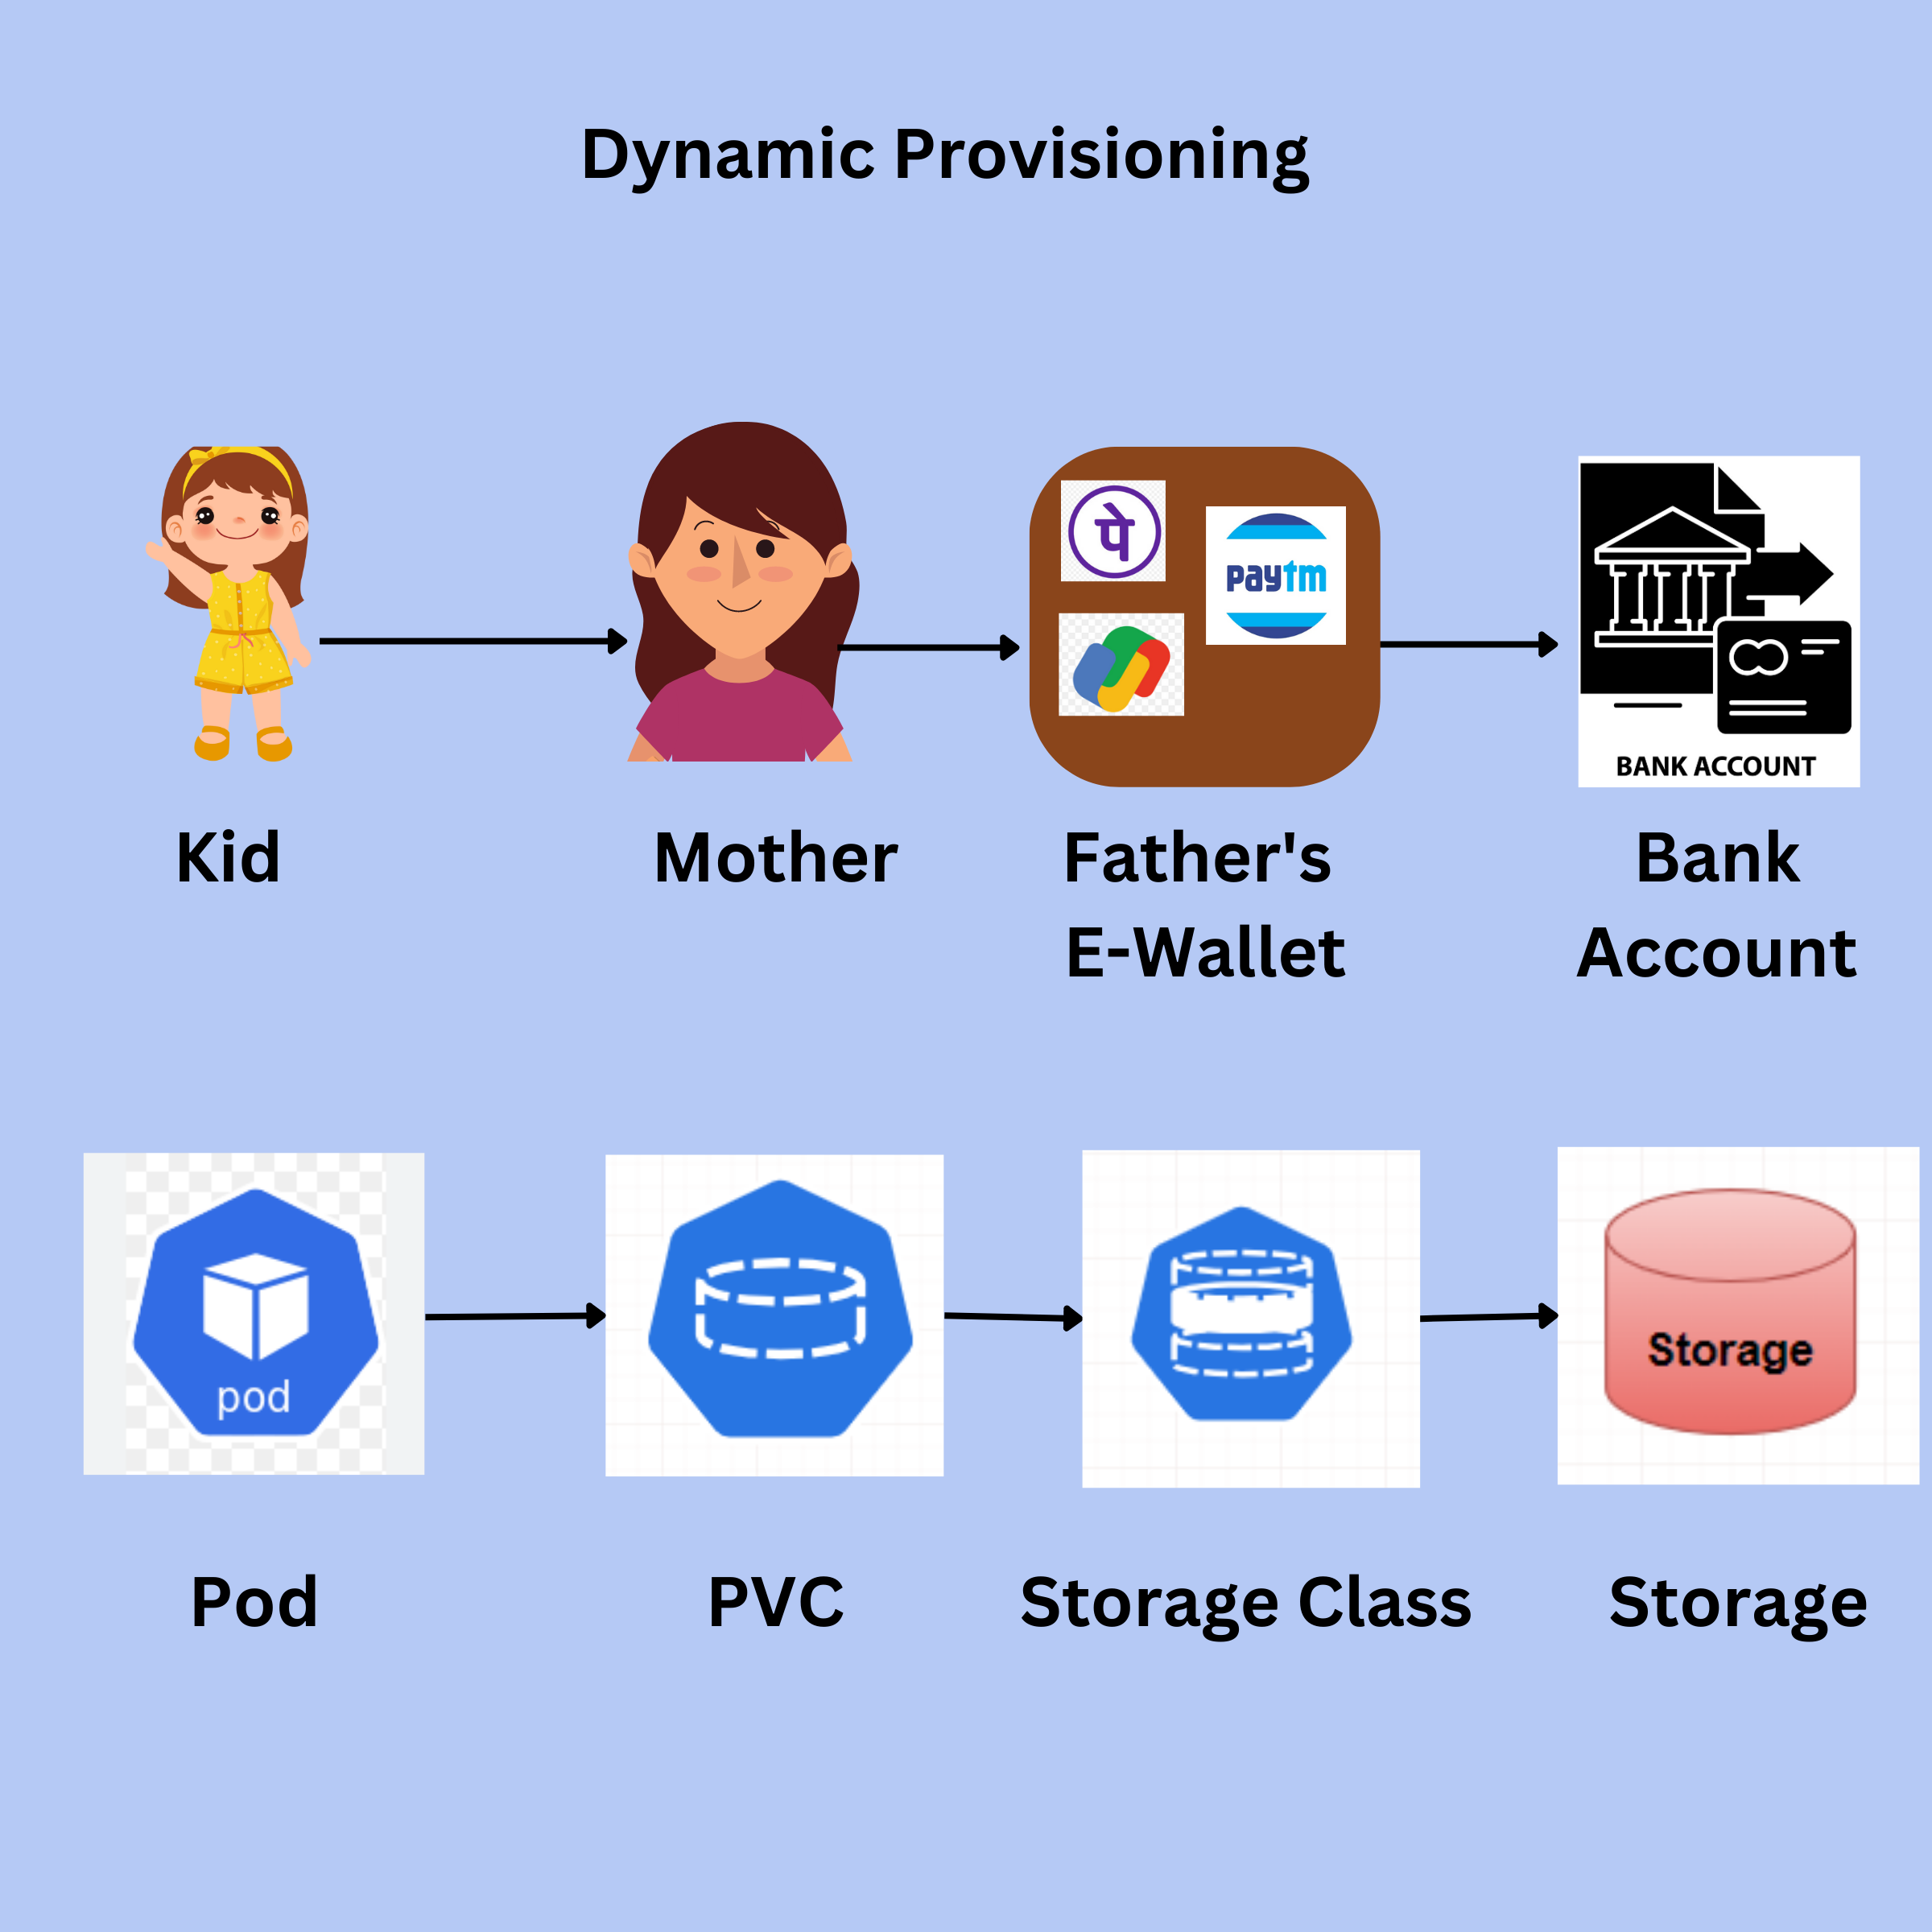 Dynamic Provisioning
पे
paytm
BANK ACCOUNT
Kid
Mother
Father's
E-Wallet
Bank
Account
pod
Storage
Pod
PVC
Storage Class
Storage